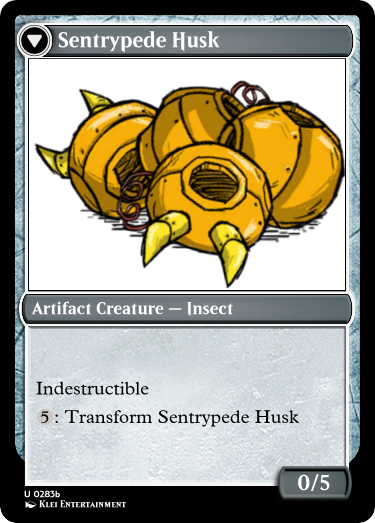 Sentrypede Husk
Artifact Creature — Insect
Indestructible
5: Transform Sentrypede Husk
0/5
U 0283b
KLEI ENTERTAINMENT